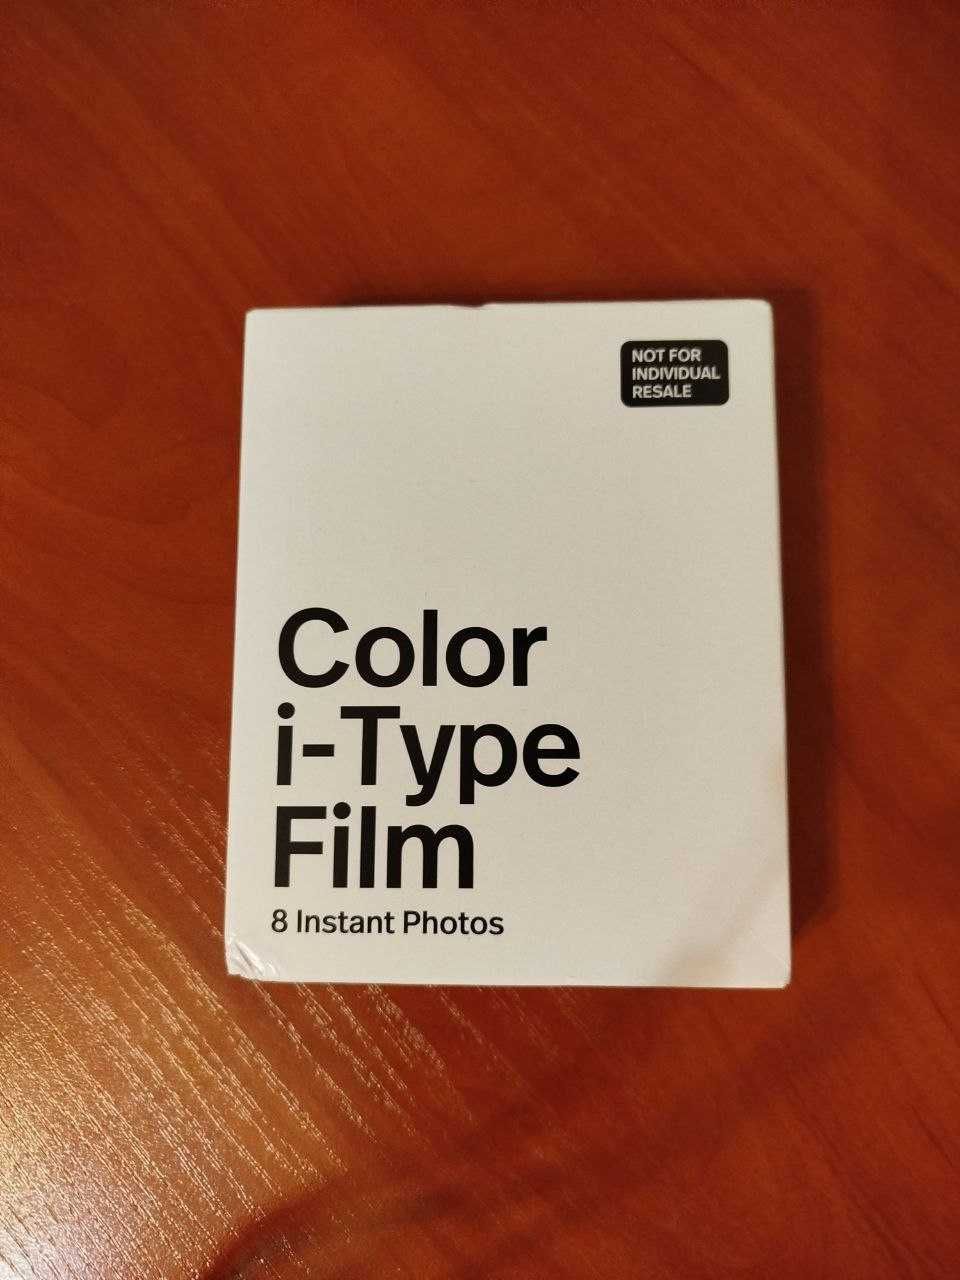 NOT FOR
INDIVIDUAL
RESALE
Color
i-Type
Film
8 Instant Photos